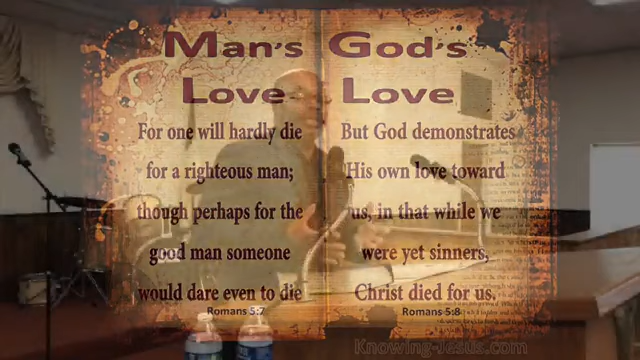 Man's
Love
For one will hardly die
for a righteous man;
though perhaps for the
good man someone
would dare even to die
Romans 5:7
God's
Love
But God demonstrates
His own love toward
us, in that while we
were yet sinners,
Christ died for us.
Romans 5:8
Knowing-Jesus.com